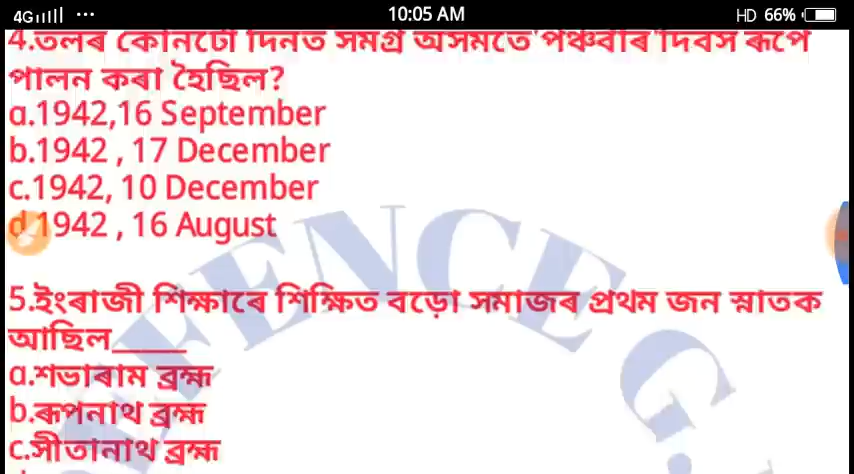 4G
10:05 AM
HD 66%
4.তলৰ কোনটো দিনত সমগ্ৰ অসমতে পঞ্চবীৰ দিবস ৰূপে
পালন কৰা হৈছিল?
a.1942,16 September
b.1942 , 17 December
c.1942, 10 December
d.1942 , 16 August
5.ইংৰাজী শিক্ষাৰে শিক্ষিত বড়ো সমাজৰ প্ৰথম জন স্নাতক
আছিল_____
a.শভাৰাম ব্ৰহ্ম
b.ৰূপনাথ ব্ৰহ্ম
c.সীতানাথ ব্ৰহ্ম
DEFENCE G.